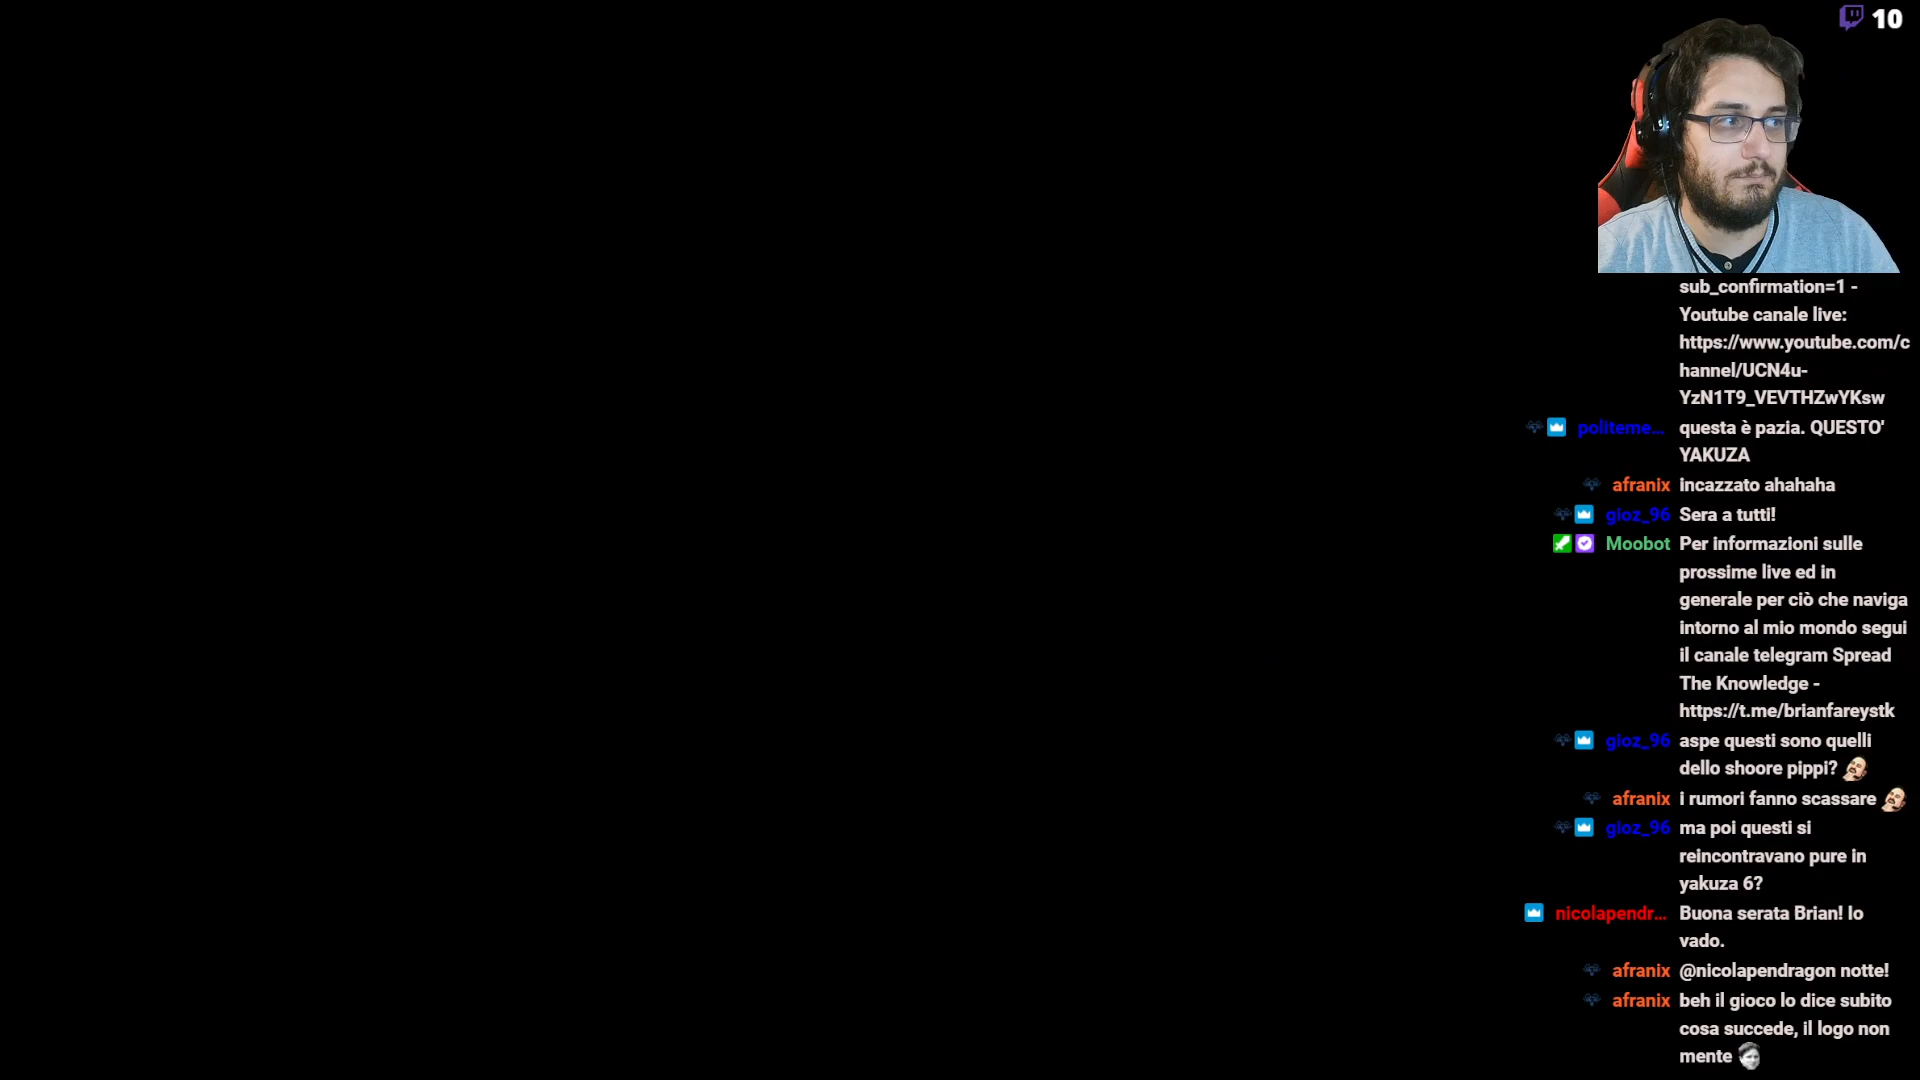 10
sub_confirmation=1 -
Youtube canale live:
https://www.youtube.com/c
hannel/UCN4u-
YzN1T9_VEVTHZwYKsw
politeme... questa è pazia. QUESTO'
YAKUZA
afranix incazzato ahahaha
gioz_96 Sera a tutti!
Moobot Per informazioni sulle
prossime live ed in
generale per ciò che naviga
intorno al mio mondo segui
il canale telegram Spread
The Knowledge -
https://t.me/brianfareystk
gioz_96 aspe questi sono quelli
dello shoore pippi?
afranix i rumori fanno scassare
gioz_96 ma poi questi si
reincontravano pure in
yakuza 6?
nicolapendr... Buona serata Brian! Io
vado.
afranix @nicolapendragon notte!
afranix beh il gioco lo dice subito
cosa succede, il logo non
mente